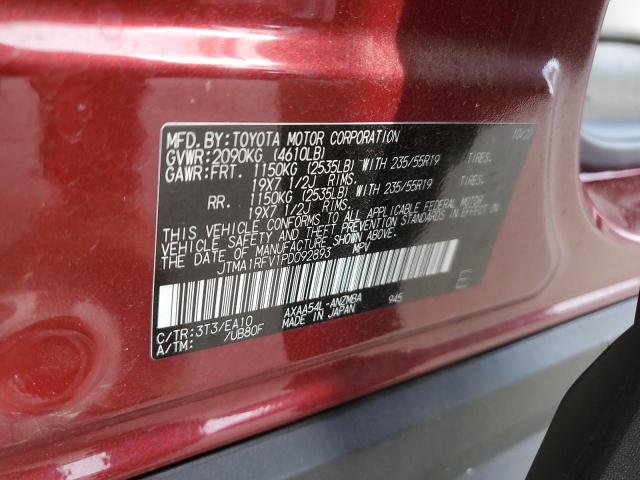 MFD. BY: TOYOTA MOTOR CORPORATION 10/22
GVWR: 2090KG (4610LB)
GAWR: FRT. 1150KG (2535LB) WITH 235/55R19 TIRES,
19X7 1/2J RIMS.
RR. 1150KG (2535LB) WITH 235/55R19 TIRES,
19X7 1/2J RIMS.
THIS VEHICLE CONFORMS TO ALL APPLICABLE FEDERAL MOTOR
VEHICLE SAFETY AND THEFT PREVENTION STANDARDS IN EFFECT
ON THE DATE OF MANUFACTURE SHOWN ABOVE.
JTMA1RFV1PD092893 MPV
C/TR: 3T3/EA10 AXAA54L-ANZMBA 945 E
A/TM: /UB80F MADE IN JAPAN